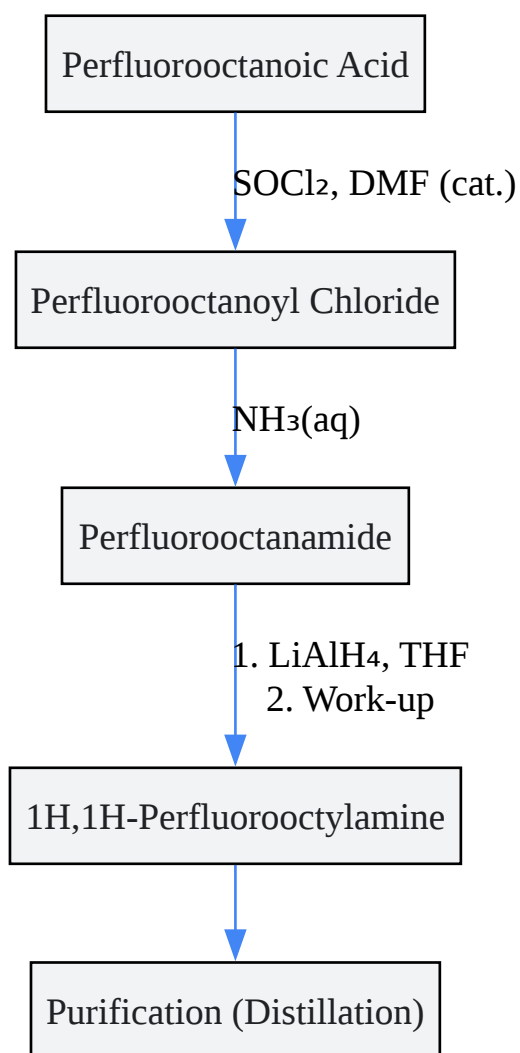 Perfluorooctanoic Acid
SOCl₂, DMF (cat.)
Perfluorooctanoyl Chloride
NH₃(aq)
Perfluorooctanamide
1. LiAlH₄, THF
2. Work-up
1H,1H-Perfluorooctylamine
Purification (Distillation)